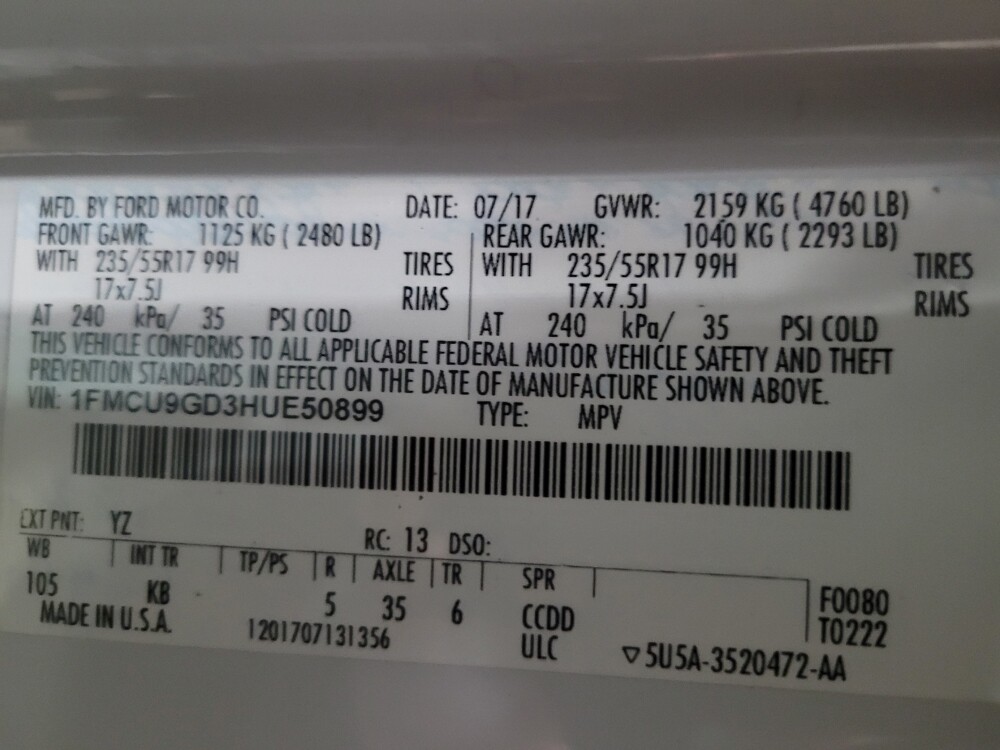 MFD. BY FORD MOTOR CO. DATE: 07/17 GVWR: 2159 KG ( 4760 LB)
FRONT GAWR: 1125 KG ( 2480 LB) REAR GAWR: 1040 KG ( 2293 LB)
WITH 235/55R17 99H TIRES WITH 235/55R17 99H TIRES
17x7.5J RIMS 17x7.5J RIMS
AT 240 kPa/ 35 PSI COLD AT 240 kPa/ 35 PSI COLD
THIS VEHICLE CONFORMS TO ALL APPLICABLE FEDERAL MOTOR VEHICLE SAFETY AND THEFT
PREVENTION STANDARDS IN EFFECT ON THE DATE OF MANUFACTURE SHOWN ABOVE.
VIN: 1FMCU9GD3HUE50899 TYPE: MPV
EXT PNT: YZ RC: 13 DSO:
WB INT TR TP/PS R AXLE TR SPR
105 KB 5 35 6 CCDD F0080
MADE IN U.S.A. 1201707131356 ULC T0222
▽5U5A-3520472-AA